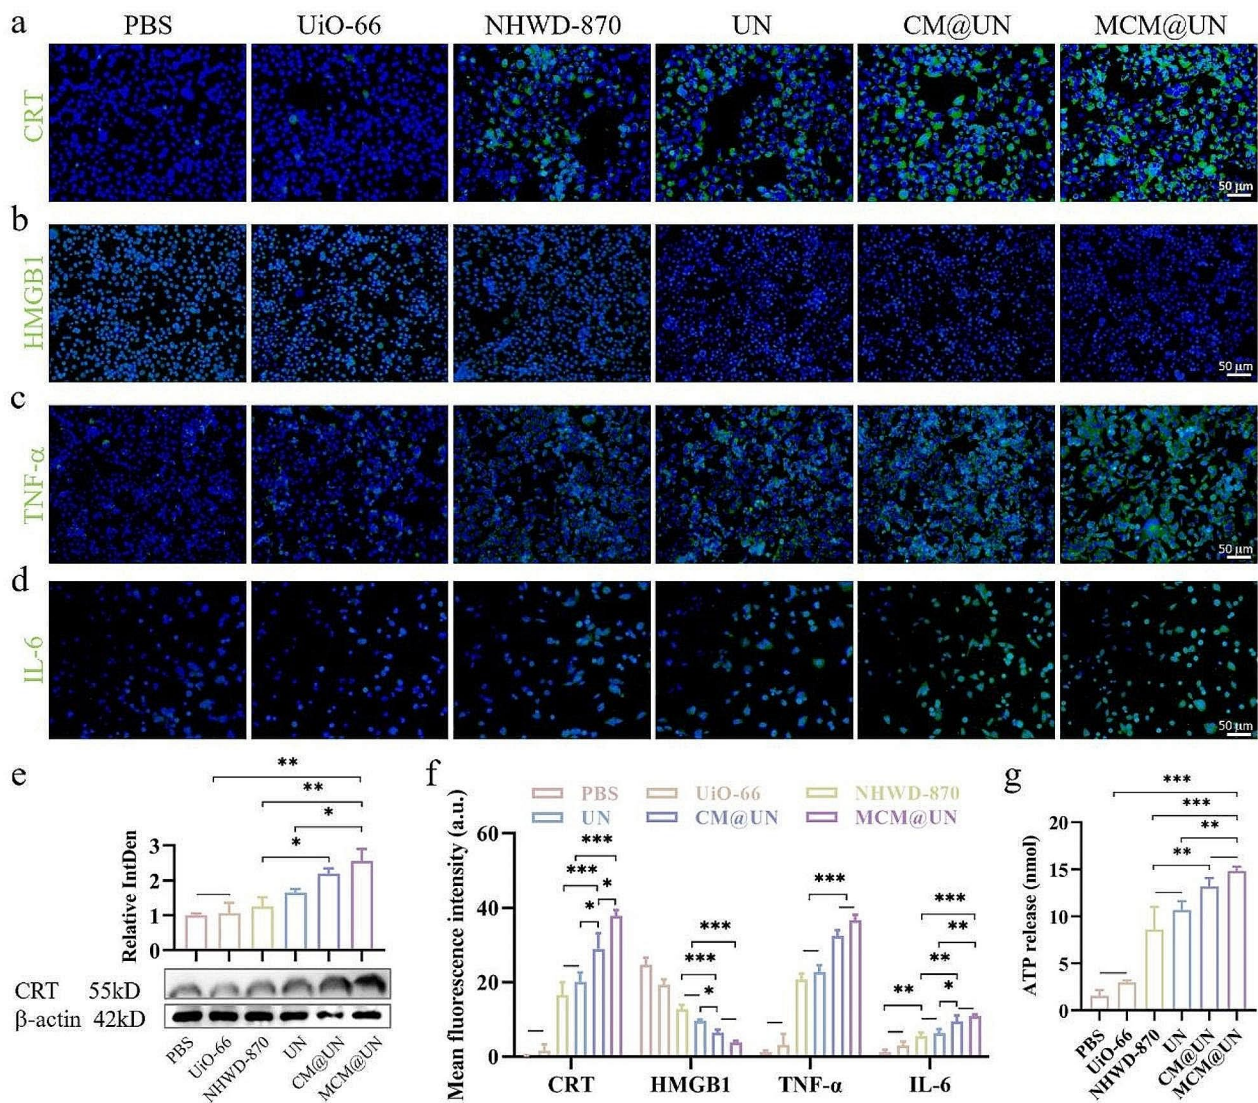 a PBS UiO-66 NHWD-870 UN CM@UN MCM@UN
CRT
50 μm
b
HMGB1
50 μm
c
TNF-α
50 μm
d
IL-6
50 μm
e
** ** * *
Relative IntDen
3
2
1
0
CRT 55kD
β-actin 42kD
PBS UiO-66 NHWD-870 UN CM@UN MCM@UN
f
PBS UiO-66 NHWD-870
UN CM@UN MCM@UN
Mean fluorescence intensity (a.u.)
60
40
20
0
*** *** * * *** *** * *** *** ** ** ** *
CRT HMGB1 TNF-α IL-6
g
*** *** ** **
ATP release (nmol)
20
15
10
5
0
PBS UiO-66 NHWD-870 UN CM@UN MCM@UN